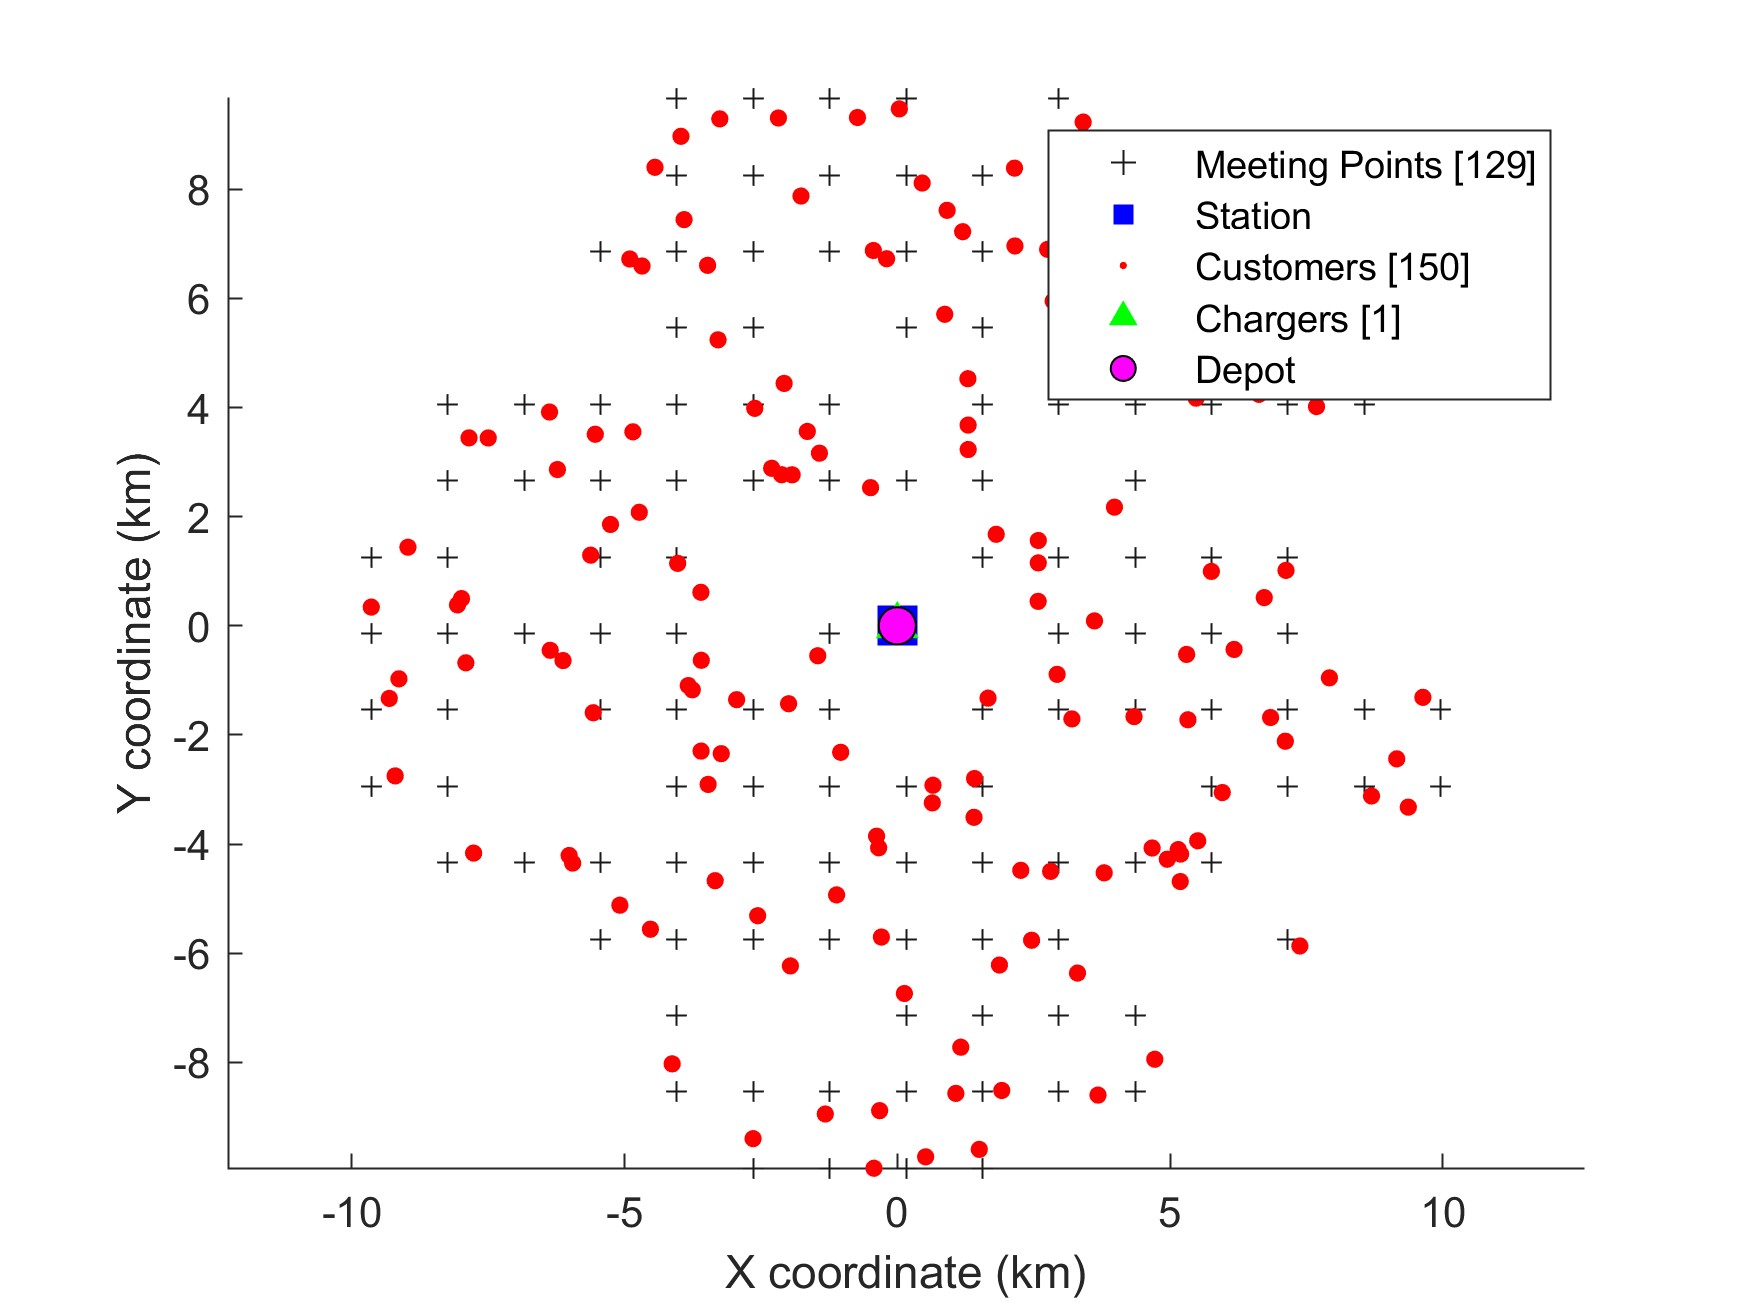 Meeting Points [129]
Station
Customers [150]
Chargers [1]
Depot
8
6
4
2
0
-2
-4
-6
-8
Y coordinate (km)
-10
-5
0
5
10
X coordinate (km)